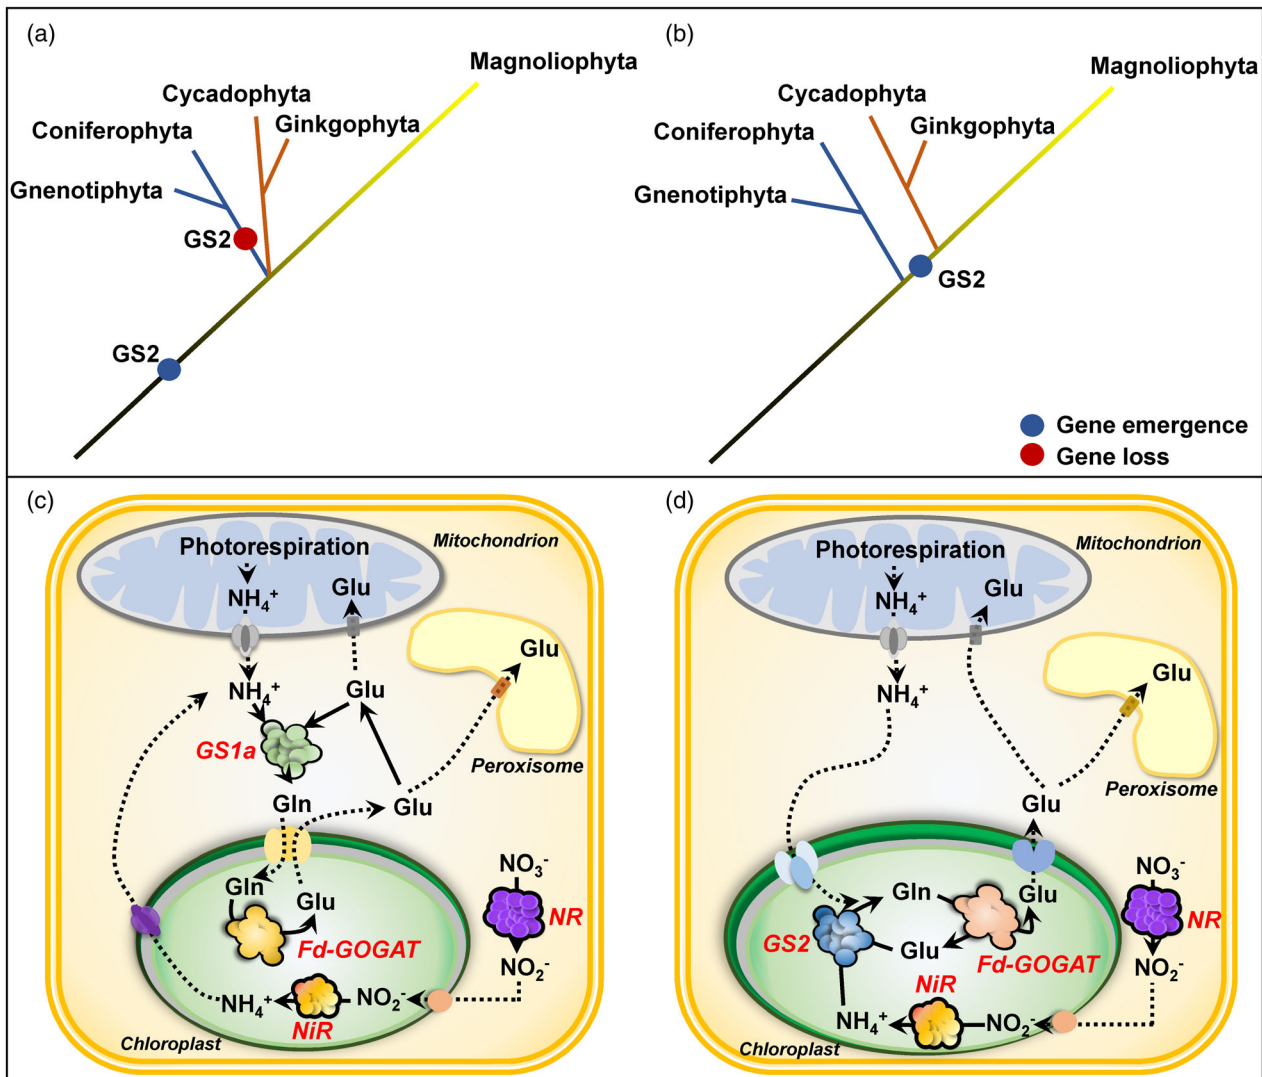 (a)
Magnoliophyta
Cycadophyta
Ginkgophyta
Coniferophyta
Gnenotiphyta
GS2
GS2
(b)
Magnoliophyta
Cycadophyta
Ginkgophyta
Coniferophyta
Gnenotiphyta
GS2
Gene emergence
Gene loss
(c)
Mitochondrion
Photorespiration
NH₄⁺
Glu
Glu
NH₄⁺
Glu
GS1a
Peroxisome
Gln
Glu
Gln
Glu
NO₃⁻
NR
Fd-GOGAT
NO₂⁻
NH₄⁺
NO₂⁻
NiR
Chloroplast
(d)
Mitochondrion
Photorespiration
NH₄⁺
Glu
Glu
NH₄⁺
Peroxisome
Glu
NO₃⁻
Gln
Glu
NR
GS2
Glu
Fd-GOGAT
NO₂⁻
NiR
NH₄⁺
NO₂⁻
Chloroplast